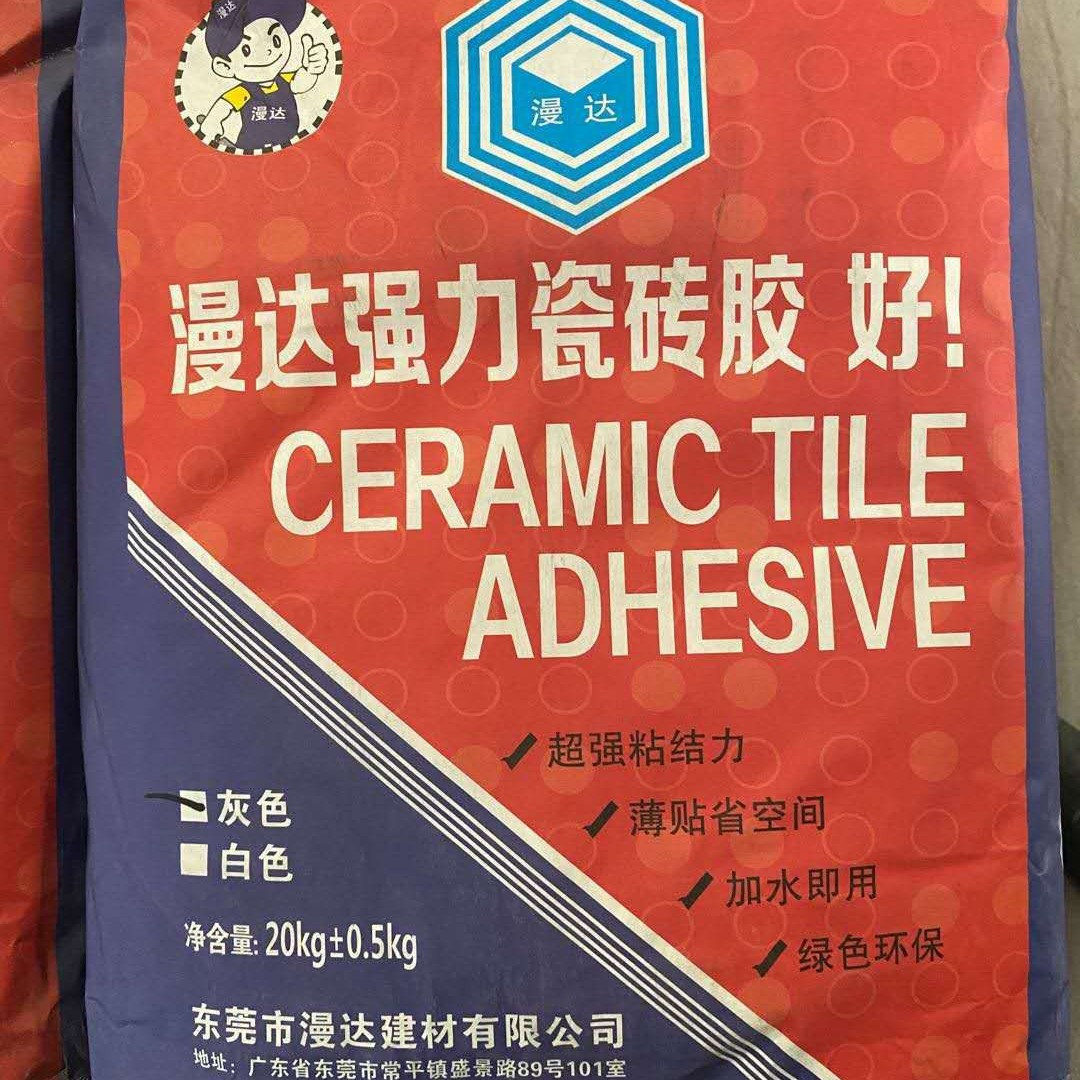 漫达
漫达
漫 达
漫达强力瓷砖胶 好!
CERAMIC TILE
ADHESIVE
超强粘结力
薄贴省空间
加水即用
绿色环保
灰色
白色
净含量: 20kg±0.5kg
东莞市漫达建材有限公司
地址: 广东省东莞市常平镇盛景路89号101室